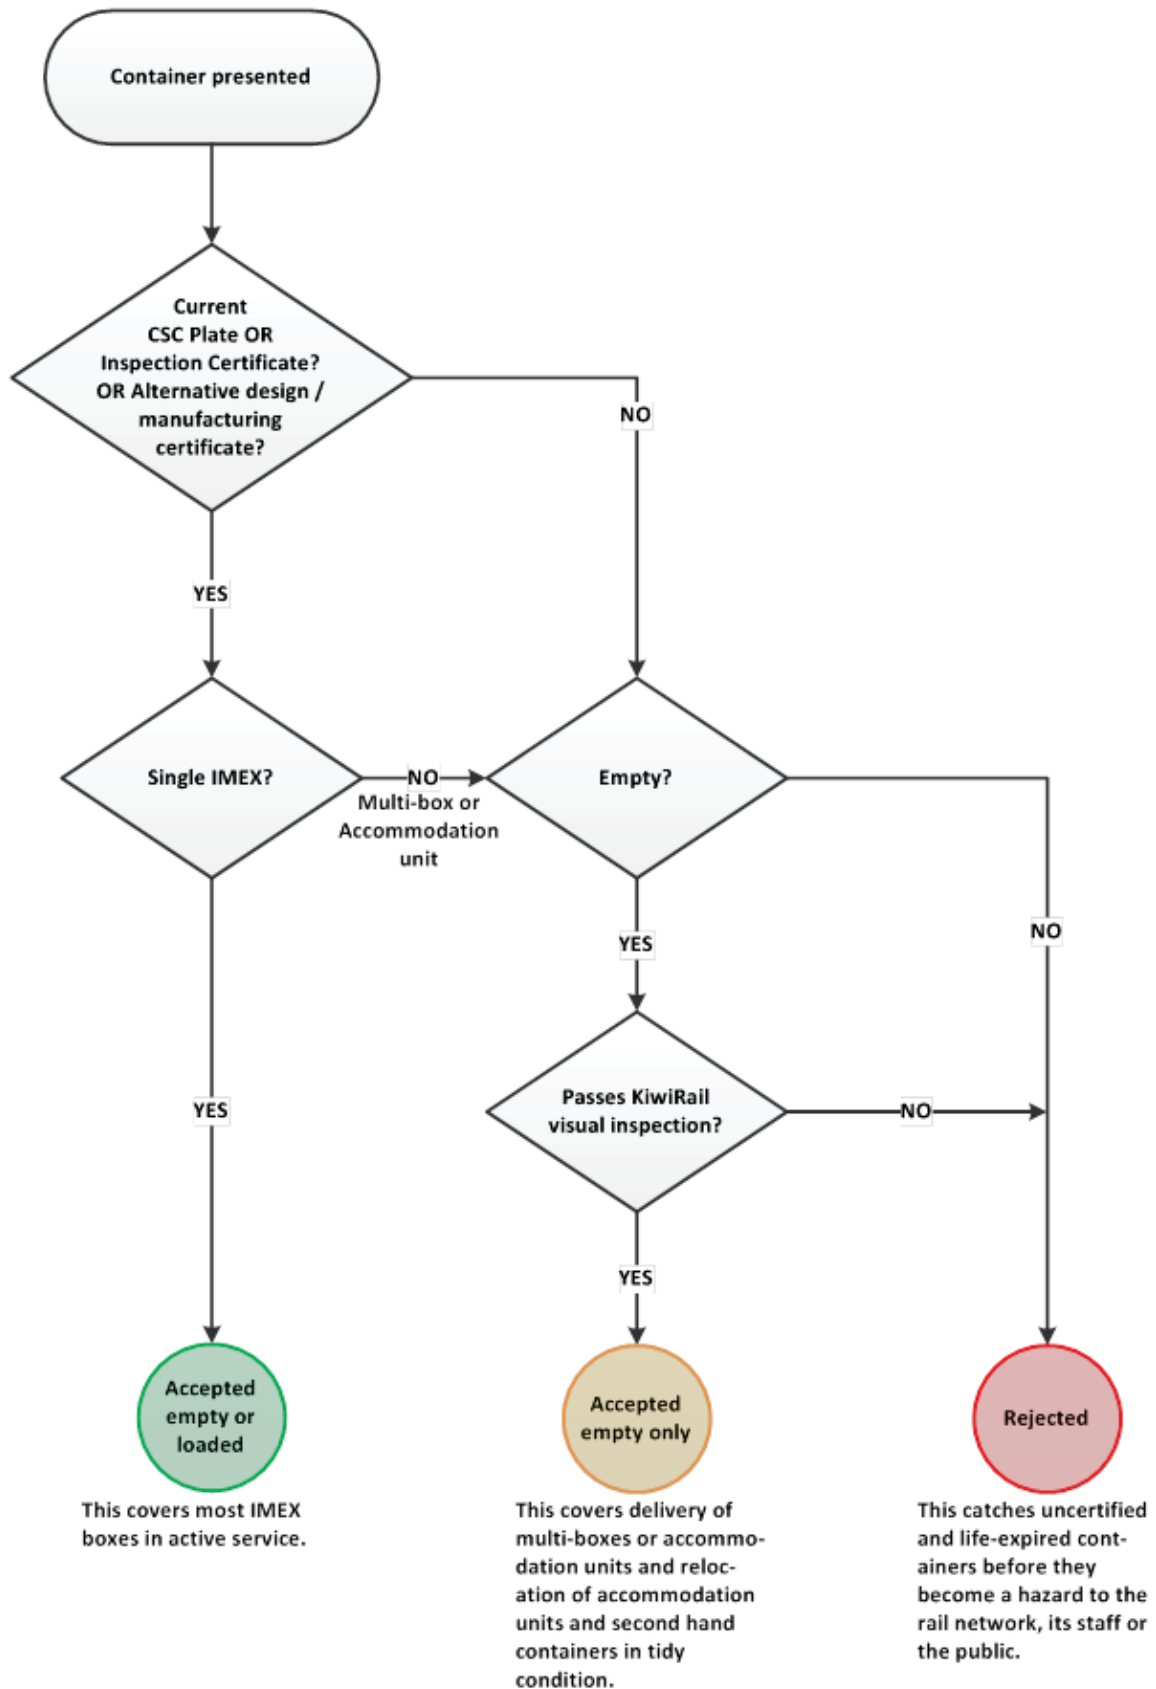 Container presented
Current
CSC Plate OR
Inspection Certificate?
OR Alternative design /
manufacturing
certificate?
NO
YES
Single IMEX?
NO
Multi-box or
Accommodation
unit
Empty?
NO
YES
YES
Passes KiwiRail
visual inspection?
NO
YES
Accepted
empty or
loaded
Accepted
empty only
Rejected
This covers most IMEX
boxes in active service.
This covers delivery of
multi-boxes or accommo-
dation units and reloc-
ation of accommodation
units and second hand
containers in tidy
condition.
This catches uncertified
and life-expired cont-
ainers before they
become a hazard to the
rail network, its staff or
the public.